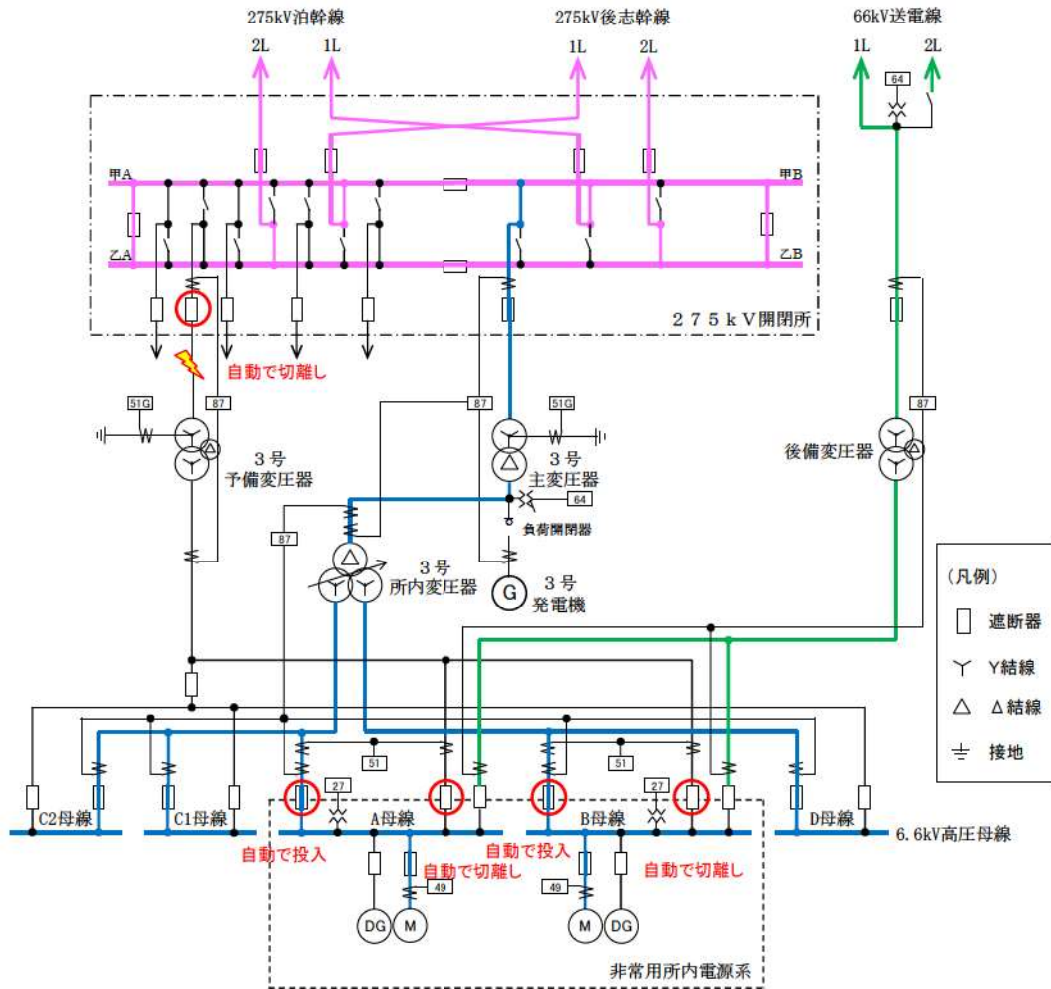 275kV泊幹線
275kV後志幹線
66kV送電線
2L
1L
1L
2L
1L
2L
64
甲A
甲B
乙A
乙B
275kV開閉所
自動で切離し
51G
87
87
51G
87
3号
予備変圧器
3号
主変圧器
後備変圧器
64
87
負荷開閉器
3号
所内変圧器
G
3号
発電機
(凡例)
遮断器
Y結線
Δ結線
接地
51
51
27
27
C2母線
C1母線
A母線
B母線
D母線
6.6kV高圧母線
自動で投入
自動で切離し
自動で投入
自動で切離し
49
49
DG
M
M
DG
非常用所内電源系